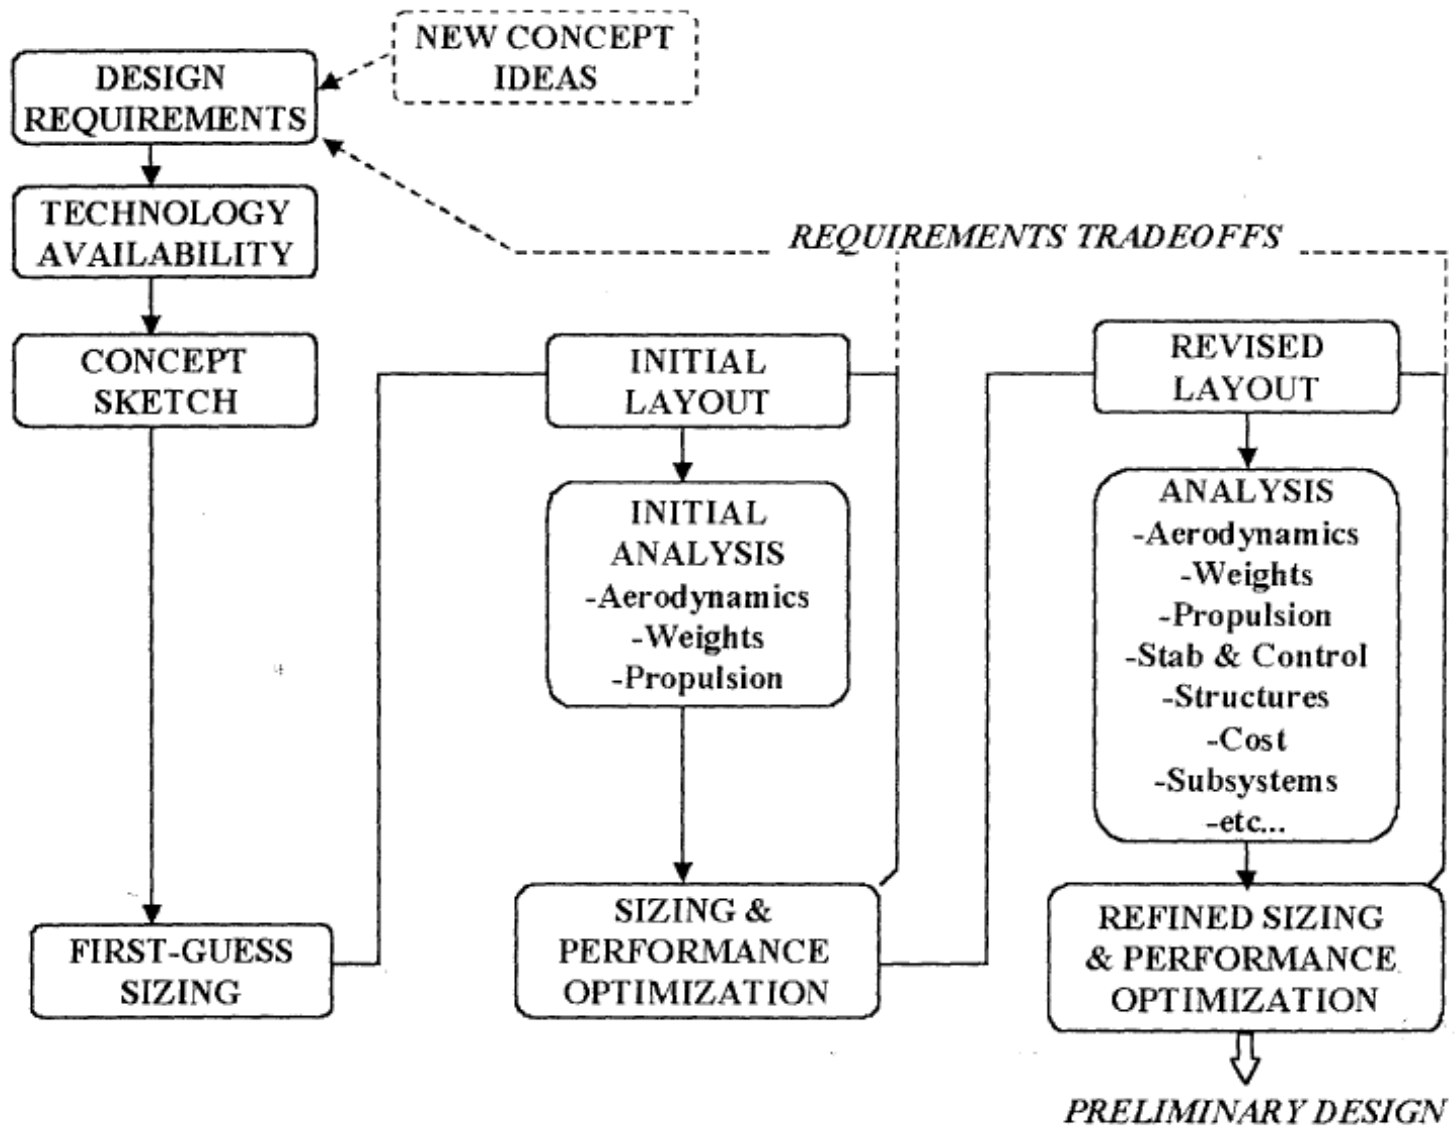 NEW CONCEPT
IDEAS
DESIGN
REQUIREMENTS
TECHNOLOGY
AVAILABILITY
REQUIREMENTS TRADEOFFS
CONCEPT
SKETCH
FIRST-GUESS
SIZING
INITIAL
LAYOUT
INITIAL
ANALYSIS
-Aerodynamics
-Weights
-Propulsion
SIZING &
PERFORMANCE
OPTIMIZATION
REVISED
LAYOUT
ANALYSIS
-Aerodynamics
-Weights
-Propulsion
-Stab & Control
-Structures
-Cost
-Subsystems
-etc...
REFINED SIZING
& PERFORMANCE
OPTIMIZATION
PRELIMINARY DESIGN